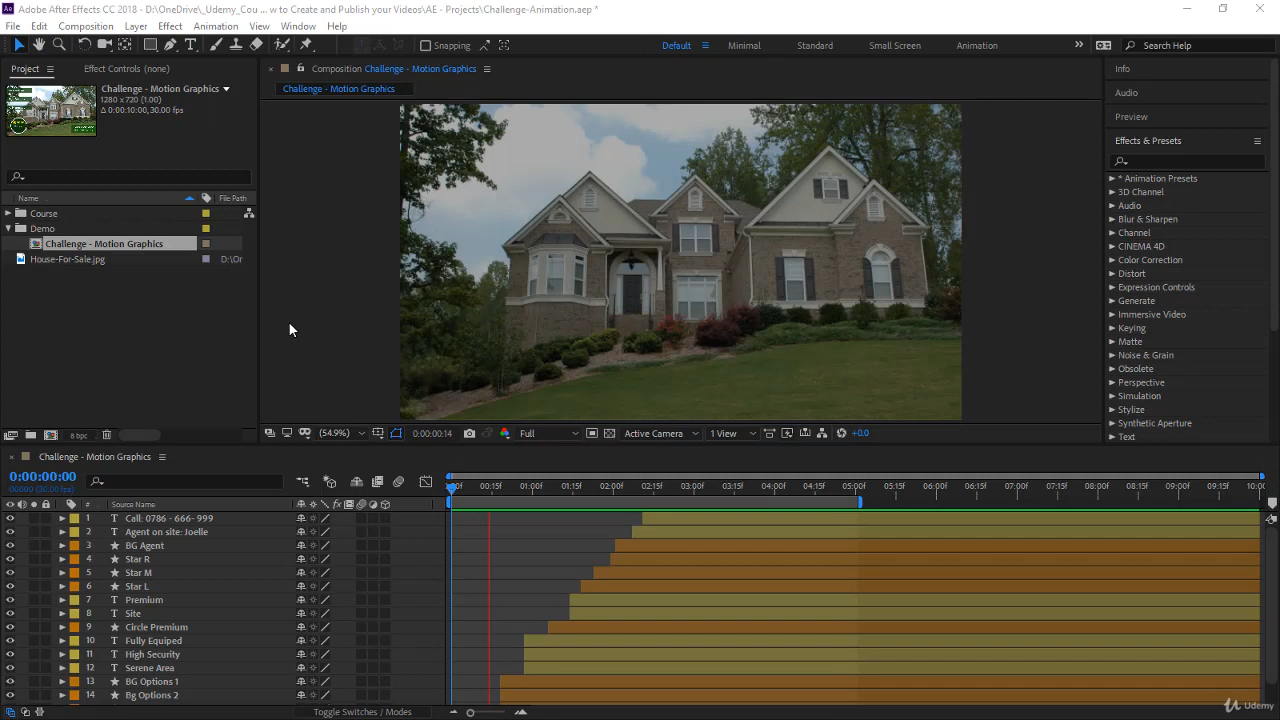 Adobe After Effects CC 2018 - D:\OneDrive\_Udemy_Cou ... w to Create and Publish your Videos\AE - Projects\Challenge-Animation.aep *
File Edit Composition Layer Effect Animation View Window Help
Snapping Default Minimal Standard Small Screen Animation Search Help
Project Effect Controls (none) Composition Challenge - Motion Graphics Info
Challenge - Motion Graphics
1280 x 720 (1.00)
Δ 0:00:10:00, 30.00 fps
Challenge - Motion Graphics
Audio
Preview
Effects & Presets
Name File Path
Course
Demo
Challenge - Motion Graphics
House-For-Sale.jpg D:\Or
* Animation Presets
3D Channel
Audio
Blur & Sharpen
Channel
CINEMA 4D
Color Correction
Distort
Expression Controls
Generate
Immersive Video
Keying
Matte
Noise & Grain
Obsolete
Perspective
Simulation
Stylize
Synthetic Aperture
Text
8 bpc (54.9%) 0:00:00:14 Full Active Camera 1 View +0.0
Challenge - Motion Graphics
0:00:00:00
00000 (30.00 fps)
:00f 00:15f 01:00f 01:15f 02:00f 02:15f 03:00f 03:15f 04:00f 04:15f 05:00f 05:15f 06:00f 06:15f 07:00f 07:15f 08:00f 08:15f 09:00f 09:15f 10:00
# Source Name fx
1 T Call: 0786 - 666- 999
2 T Agent on site: Joelle
3 BG Agent
4 Star R
5 Star M
6 Star L
7 T Premium
8 T Site
9 Circle Premium
10 T Fully Equiped
11 T High Security
12 T Serene Area
13 BG Options 1
14 Bg Options 2
Toggle Switches / Modes
Udemy